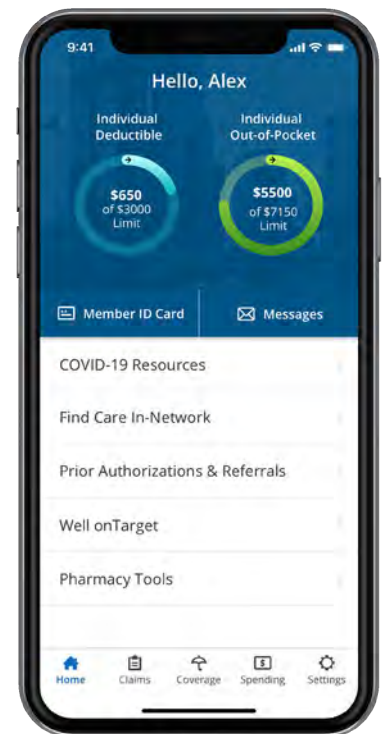 9:41
Hello, Alex
Individual
Deductible
Individual
Out-of-Pocket
$650
of $3000
Limit
$5500
of $7150
Limit
Member ID Card
Messages
COVID-19 Resources
Find Care In-Network
Prior Authorizations & Referrals
Well onTarget
Pharmacy Tools
Home
Claims
Coverage
Spending
Settings